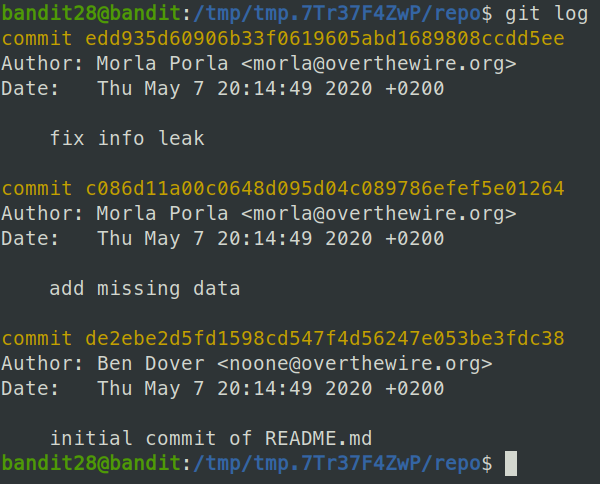 bandit28@bandit:/tmp/tmp.7Tr37F4ZwP/repo$ git log
commit edd935d60906b33f0619605abd1689808ccdd5ee
Author: Morla Porla <morla@overthewire.org>
Date:   Thu May 7 20:14:49 2020 +0200
    fix info leak
commit c086d11a00c0648d095d04c089786efef5e01264
Author: Morla Porla <morla@overthewire.org>
Date:   Thu May 7 20:14:49 2020 +0200
    add missing data
commit de2ebe2d5fd1598cd547f4d56247e053be3fdc38
Author: Ben Dover <noone@overthewire.org>
Date:   Thu May 7 20:14:49 2020 +0200
    initial commit of README.md
bandit28@bandit:/tmp/tmp.7Tr37F4ZwP/repo$